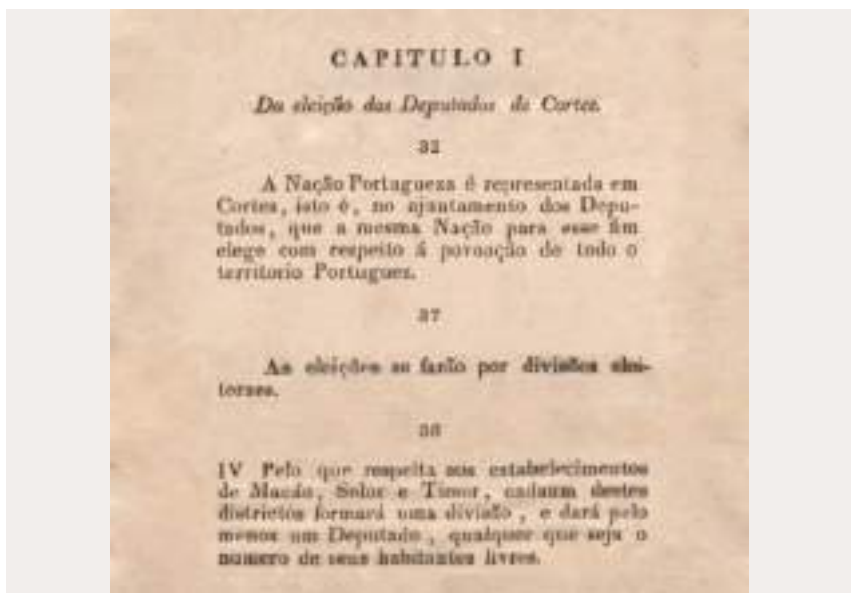 CAPITULO I
Da eleição dos Deputados de Cortes.
32
A Nação Portugueza é representada em
Cortes, isto é, no ajuntamento dos Depu-
tados, que a mesma Nação para esse fim
elege com respeito á povoação de todo o
territorio Portuguez.
37
As eleições se farão por divisões elei-
toraes.
38
IV Pelo que respeita aos estabelecimentos
de Macáo, Solor e Timor, cadaum destes
districtos formará uma divisão, e dará pelo
menos um Deputado, qualquer que seja o
numero de seus habitantes livres.